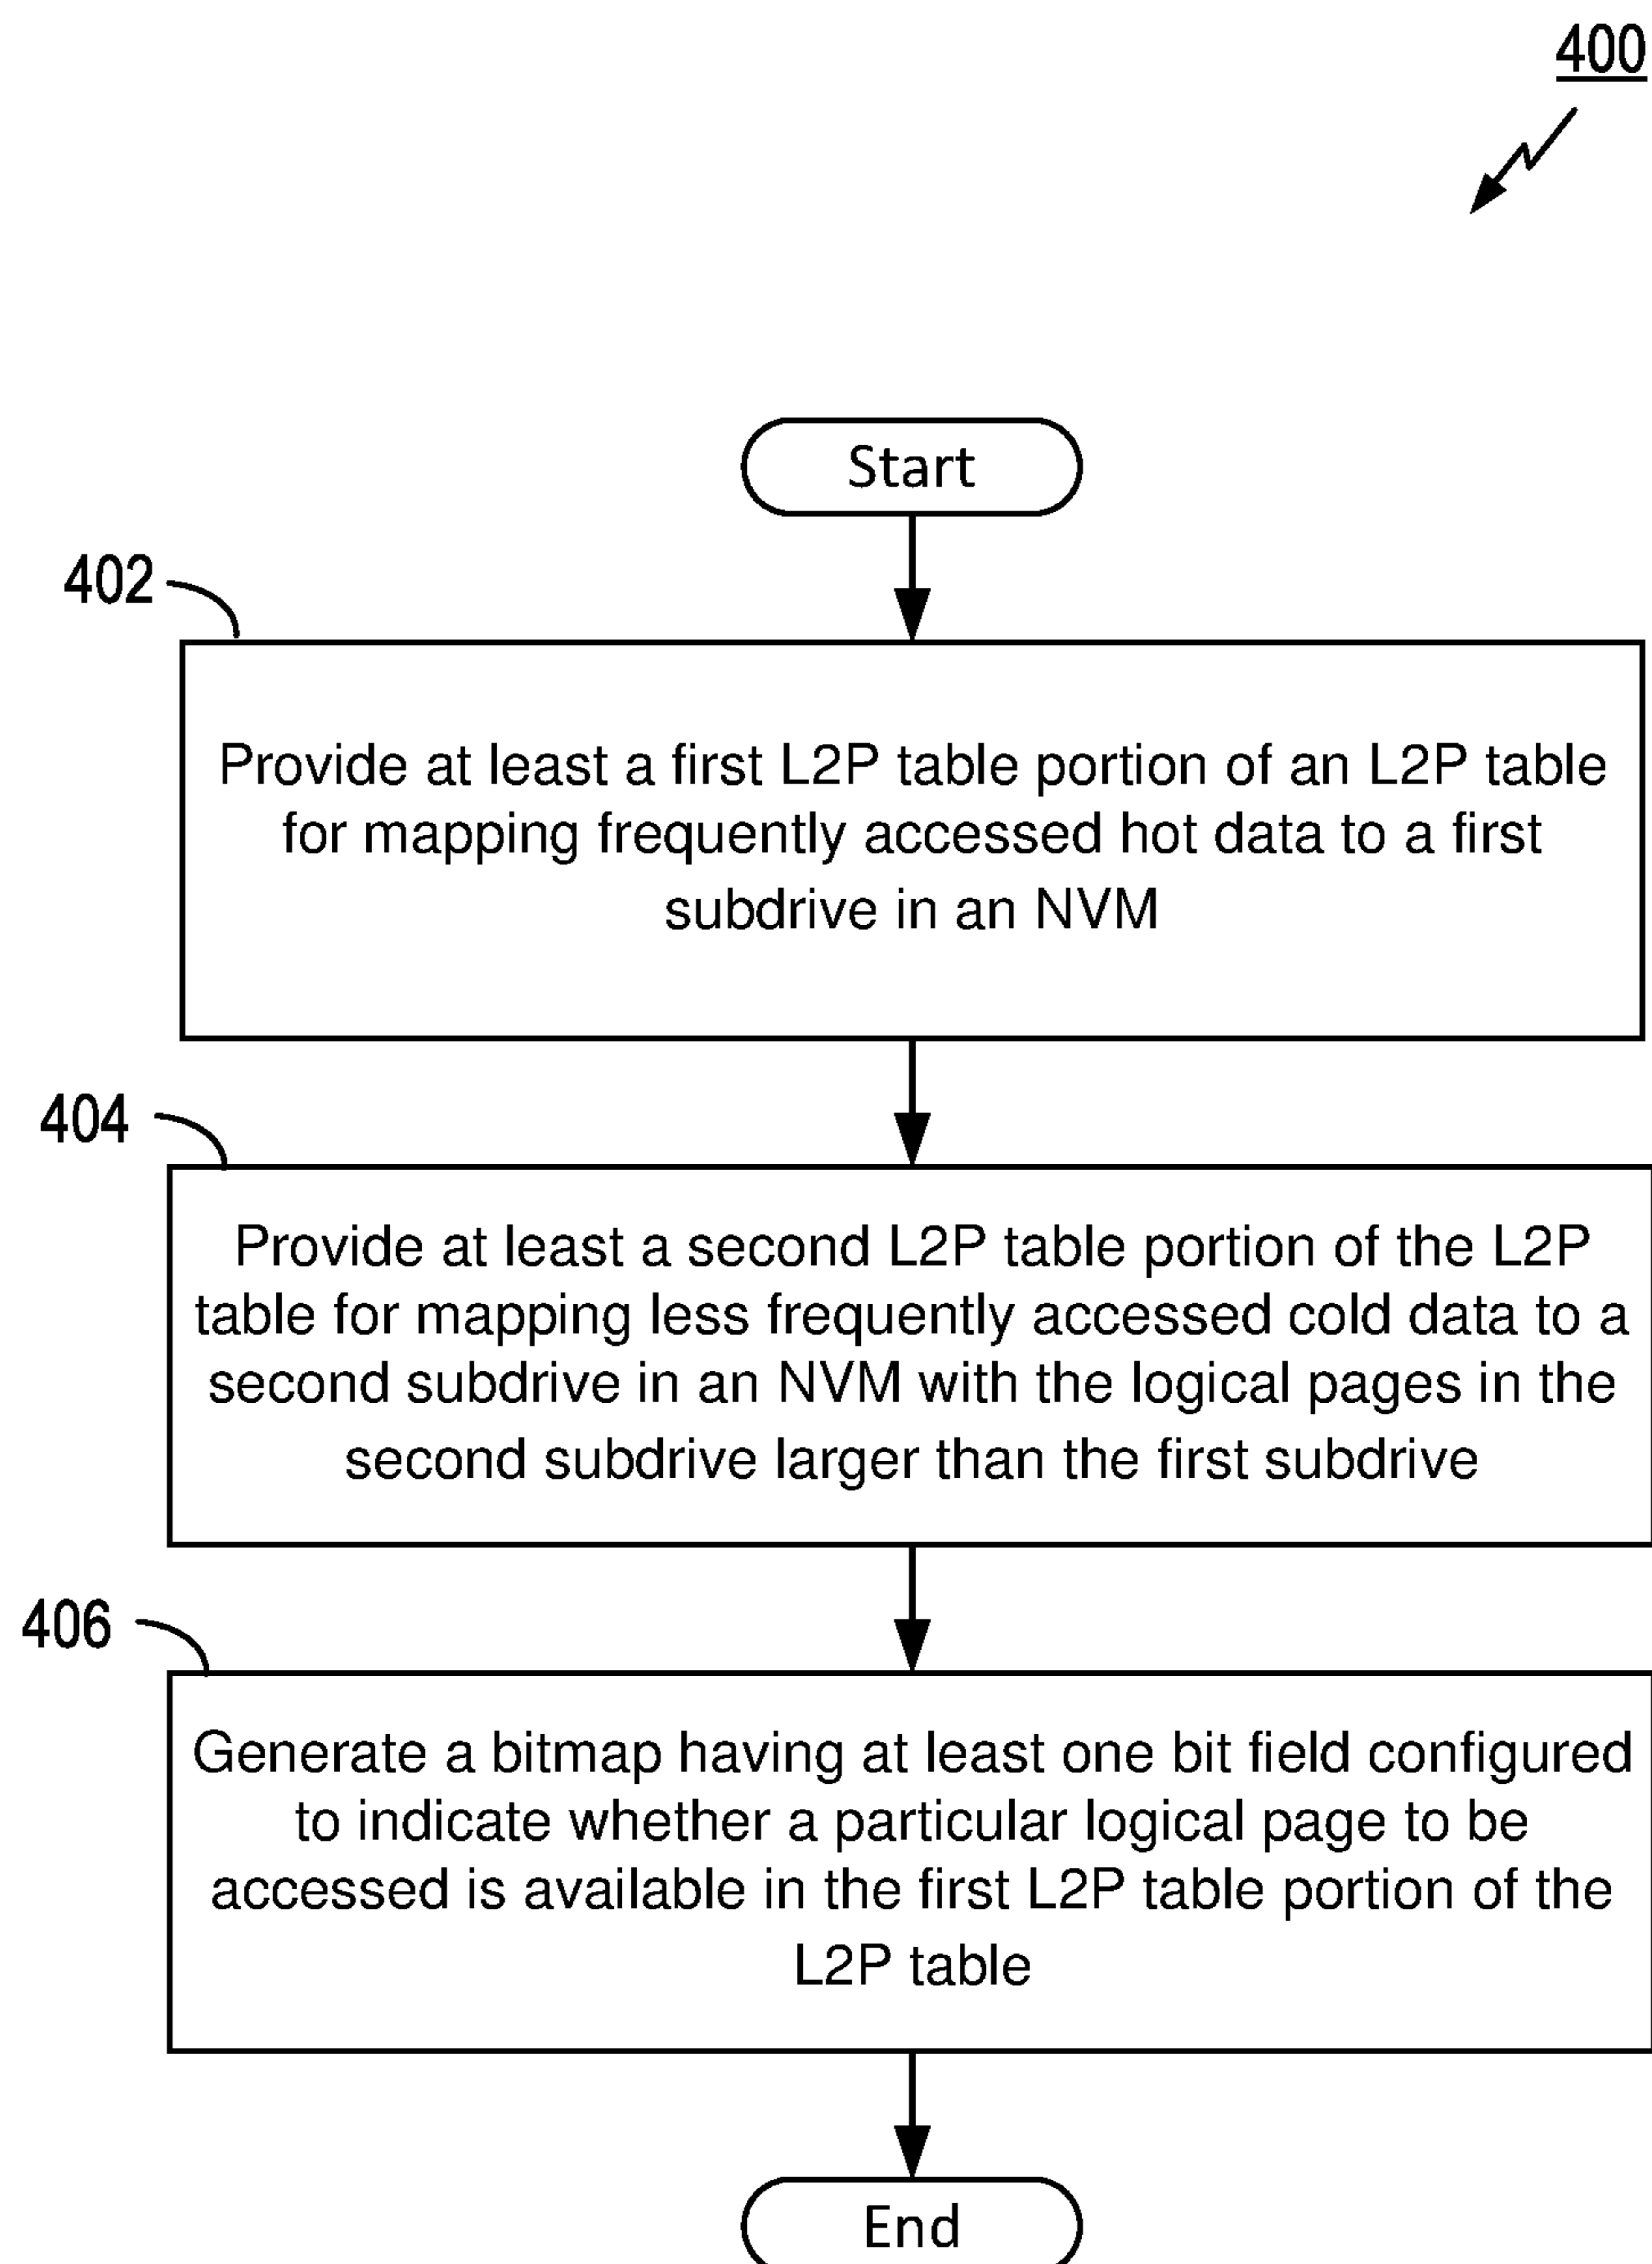 400
Start
402
Provide at least a first L2P table portion of an L2P table
for mapping frequently accessed hot data to a first
subdrive in an NVM
404
Provide at least a second L2P table portion of the L2P
table for mapping less frequently accessed cold data to a
second subdrive in an NVM with the logical pages in the
second subdrive larger than the first subdrive
406
Generate a bitmap having at least one bit field configured
to indicate whether a particular logical page to be
accessed is available in the first L2P table portion of the
L2P table
End